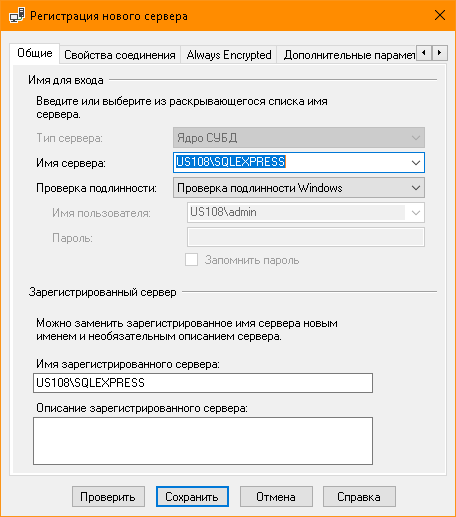 Регистрация нового сервера
Общие Свойства соединения Always Encrypted Дополнительные парамет
Имя для входа
Введите или выберите из раскрывающегося списка имя
сервера.
Тип сервера: Ядро СУБД
Имя сервера: US108\SQLEXPRESS
Проверка подлинности: Проверка подлинности Windows
Имя пользователя: US108\admin
Пароль:
Запомнить пароль
Зарегистрированный сервер
Можно заменить зарегистрированное имя сервера новым
именем и необязательным описанием сервера.
Имя зарегистрированного сервера:
US108\SQLEXPRESS
Описание зарегистрированного сервера:
Проверить Сохранить Отмена Справка